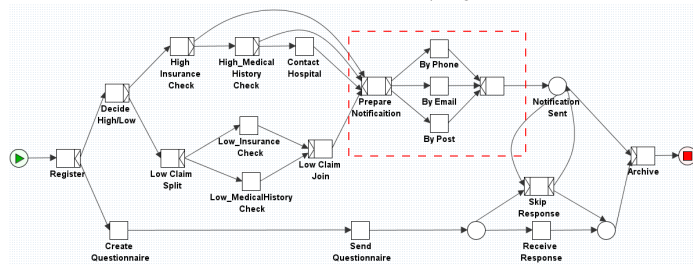 By Phone
High
Insurance
Check
High_Medical
History
Check
Contact
Hospital
Decide
High/Low
Prepare
Notificaition
By Email
Notification
Sent
By Post
Low_Insurance
Check
Register
Low Claim
Split
Low Claim
Join
Archive
Low_MedicalHistory
Check
Skip
Response
Create
Questionnaire
Send
Questionnaire
Receive
Response